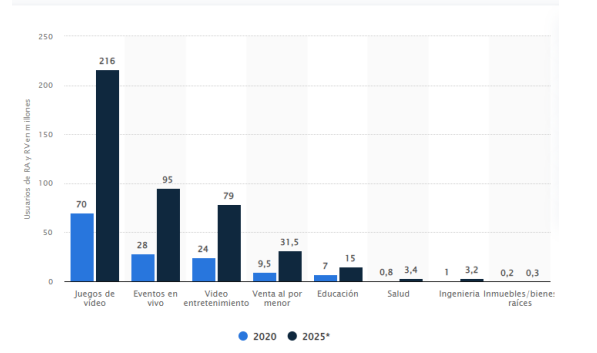 250
200
150
100
50
0
Usuarios de RA y RV en millones
70
216
28
95
24
79
9,5
31,5
7
15
0,8
3,4
1
3,2
0,2
0,3
Juegos de
vídeo
Eventos en
vivo
Video
entretenimiento
Venta al por
menor
Educación
Salud
Ingenieria
Inmuebles/bienes
raíces
2020
2025*